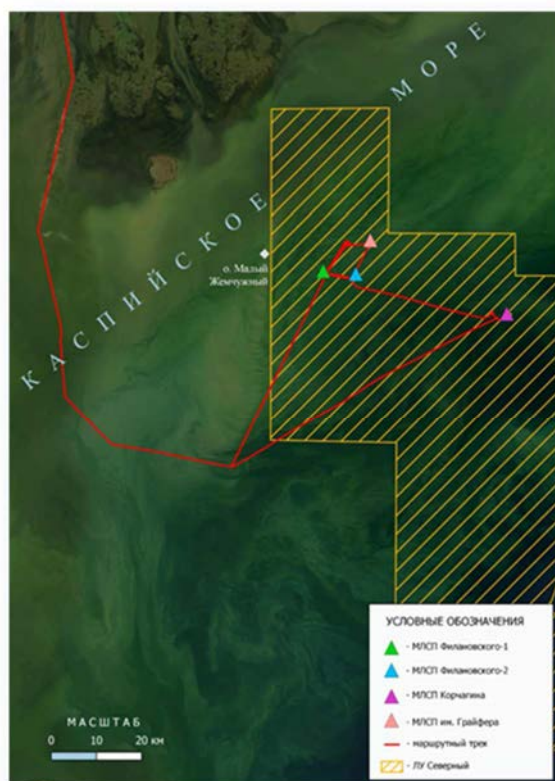 КАСПИЙСКОЕ МОРЕ
о. Малый
Жемчужный
УСЛОВНЫЕ ОБОЗНАЧЕНИЯ
- МЛСП Филановского-1
- МЛСП Филановского-2
- МЛСП Корчагина
- МЛСП им. Грайфера
- маршрутный трек
- ЛУ Северный
МАСШТАБ
0 10 20 км